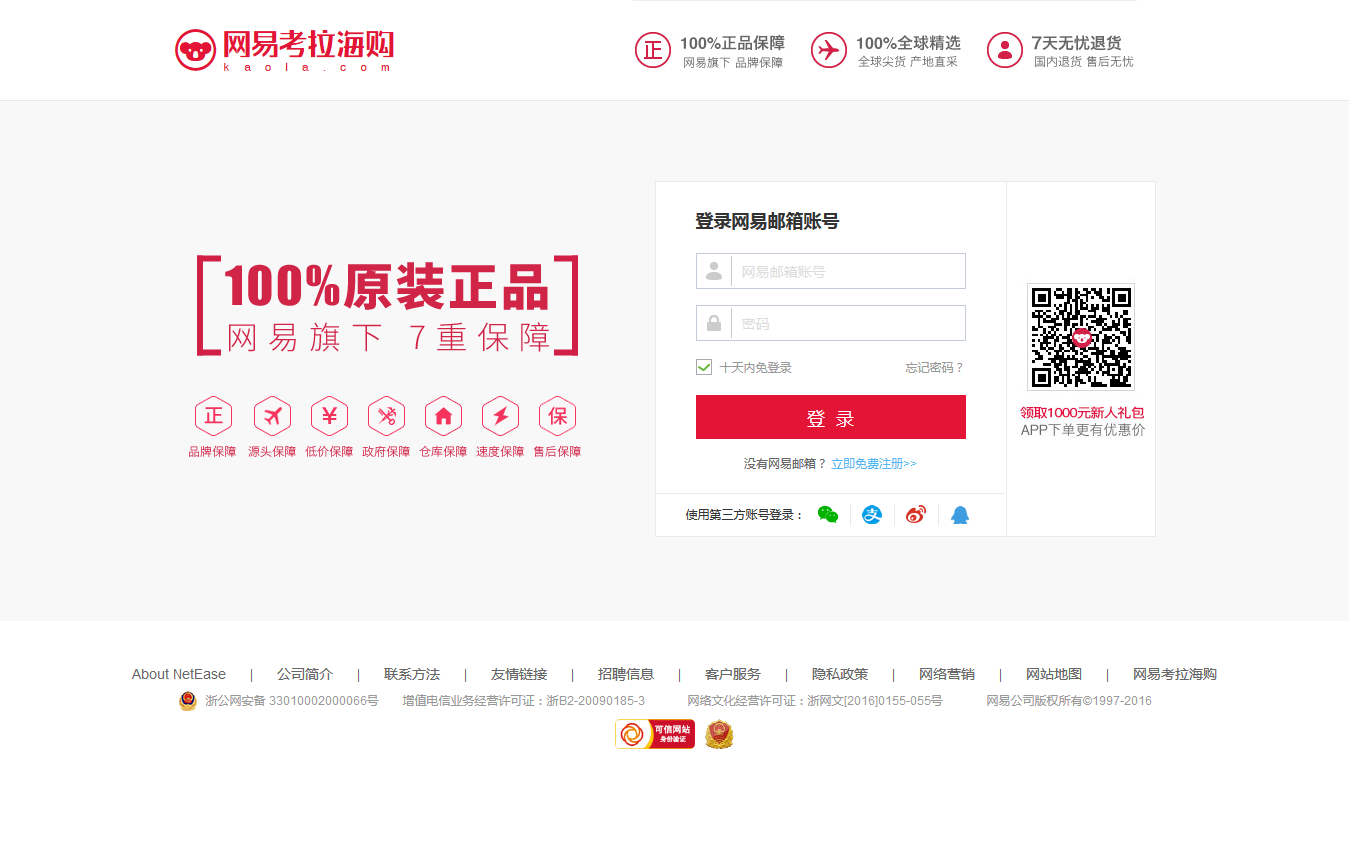 网易考拉海购
kaola.com
正 100%正品保障
网易旗下 品牌保障
100%全球精选
全球尖货 产地直采
7天无忧退货
国内退货 售后无忧
100%原装正品
网易旗下 7重保障
正
¥
保
品牌保障 源头保障 低价保障 政府保障 仓库保障 速度保障 售后保障
登录网易邮箱账号
网易邮箱账号
密码
十天内免登录 忘记密码？
登 录
没有网易邮箱？立即免费注册>>
使用第三方账号登录：
支
领取1000元新人礼包
APP下单更有优惠价
About NetEase | 公司简介 | 联系方法 | 友情链接 | 招聘信息 | 客户服务 | 隐私政策 | 网络营销 | 网站地图 | 网易考拉海购
浙公网安备 33010002000066号 增值电信业务经营许可证：浙B2-20090185-3 网络文化经营许可证：浙网文[2016]0155-055号 网易公司版权所有©1997-2016
可信网站
身份验证